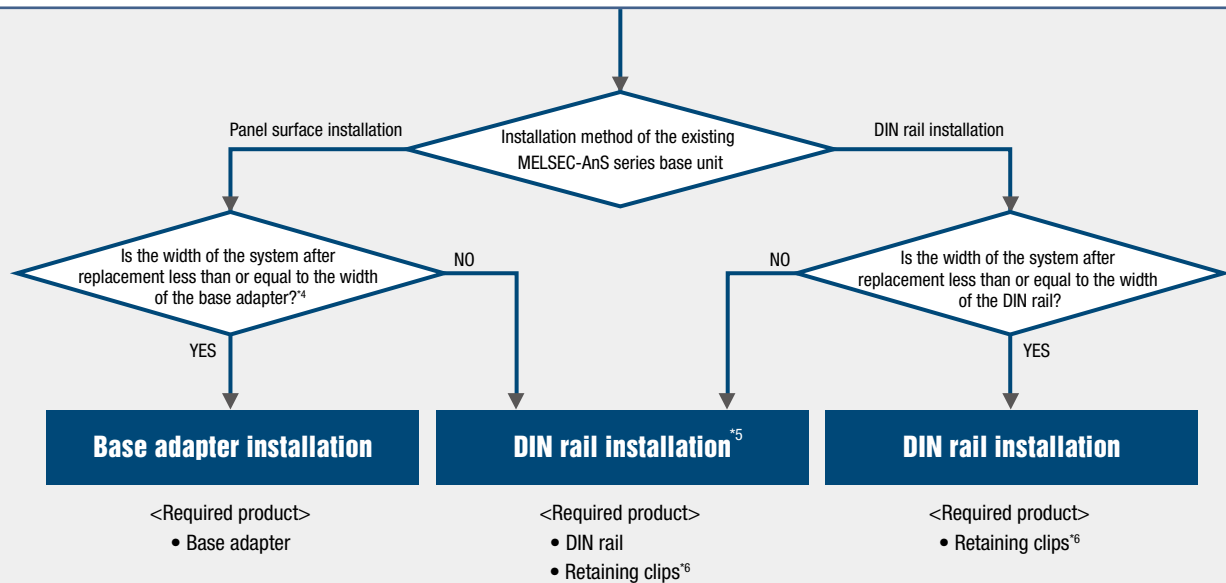 Panel surface installation
Installation method of the existing
MELSEC-AnS series base unit
DIN rail installation
Is the width of the system after
replacement less than or equal to the width
of the base adapter?*4
NO
YES
Is the width of the system after
replacement less than or equal to the width
of the DIN rail?
NO
YES
Base adapter installation
<Required product>
• Base adapter
DIN rail installation*5
<Required product>
• DIN rail
• Retaining clips*6
DIN rail installation
<Required product>
• Retaining clips*6